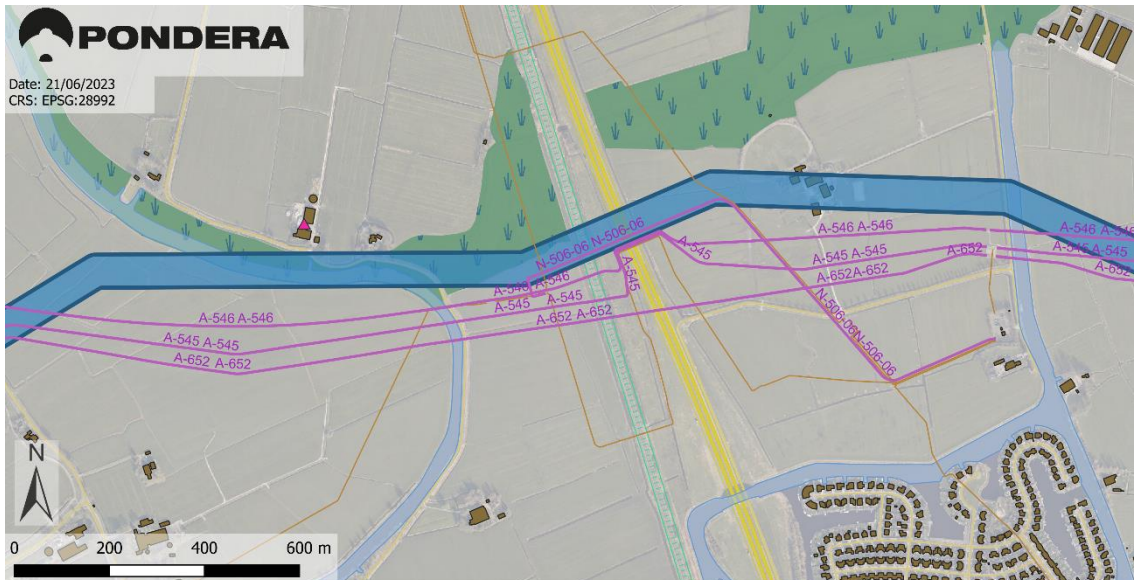 PONDERA
Date: 21/06/2023
CRS: EPSG:28992
N-506-06 N-506-06
A-546 A-546
A-545 A-545
A-545
A-545
A-546 A-546
A-545 A-545
A-652 A-652
A-652
A-546 A-546
A-545 A-545
A-652
A-546 A-546
A-545 A-545
A-652 A-652
A-652 A-652
N-506-06 N-506-06
N
0 200 400 600 m